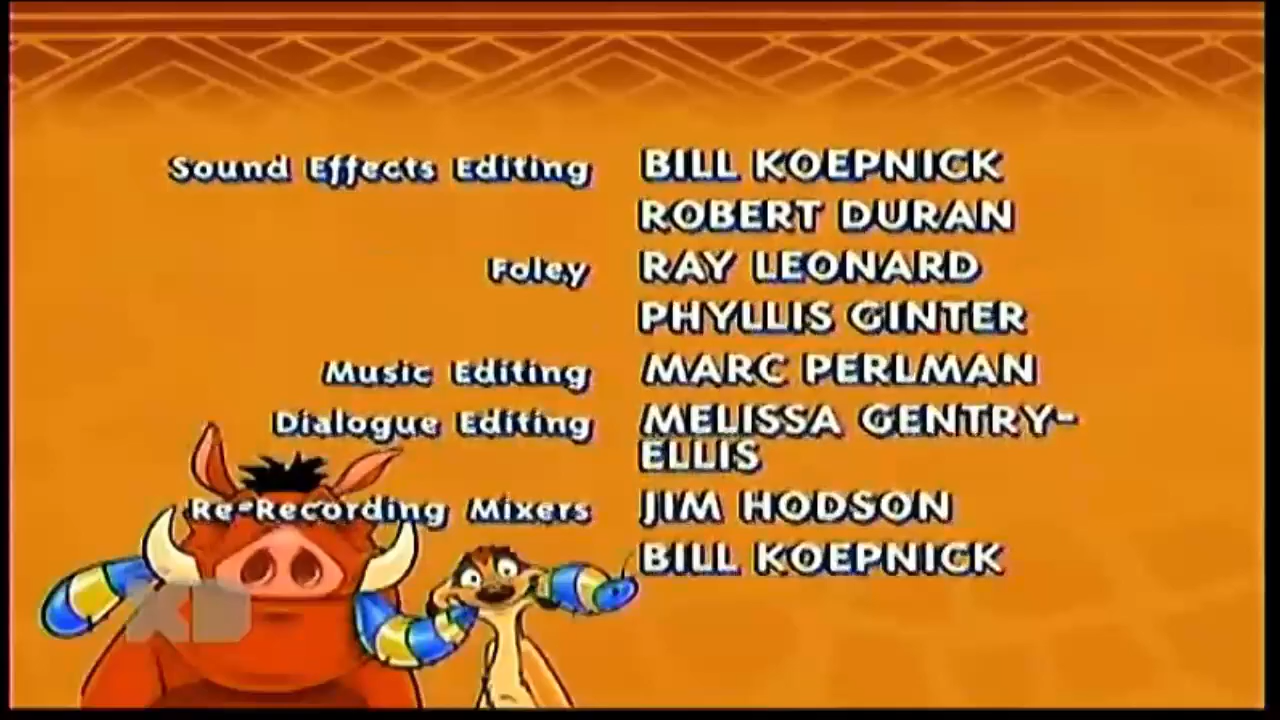 Sound Effects Editing BILL KOEPNICK
ROBERT DURAN
Foley RAY LEONARD
PHYLLIS GINTER
Music Editing MARC PERLMAN
Dialogue Editing MELISSA GENTRY-
ELLIS
Re-Recording Mixers JIM HODSON
BILL KOEPNICK
XD